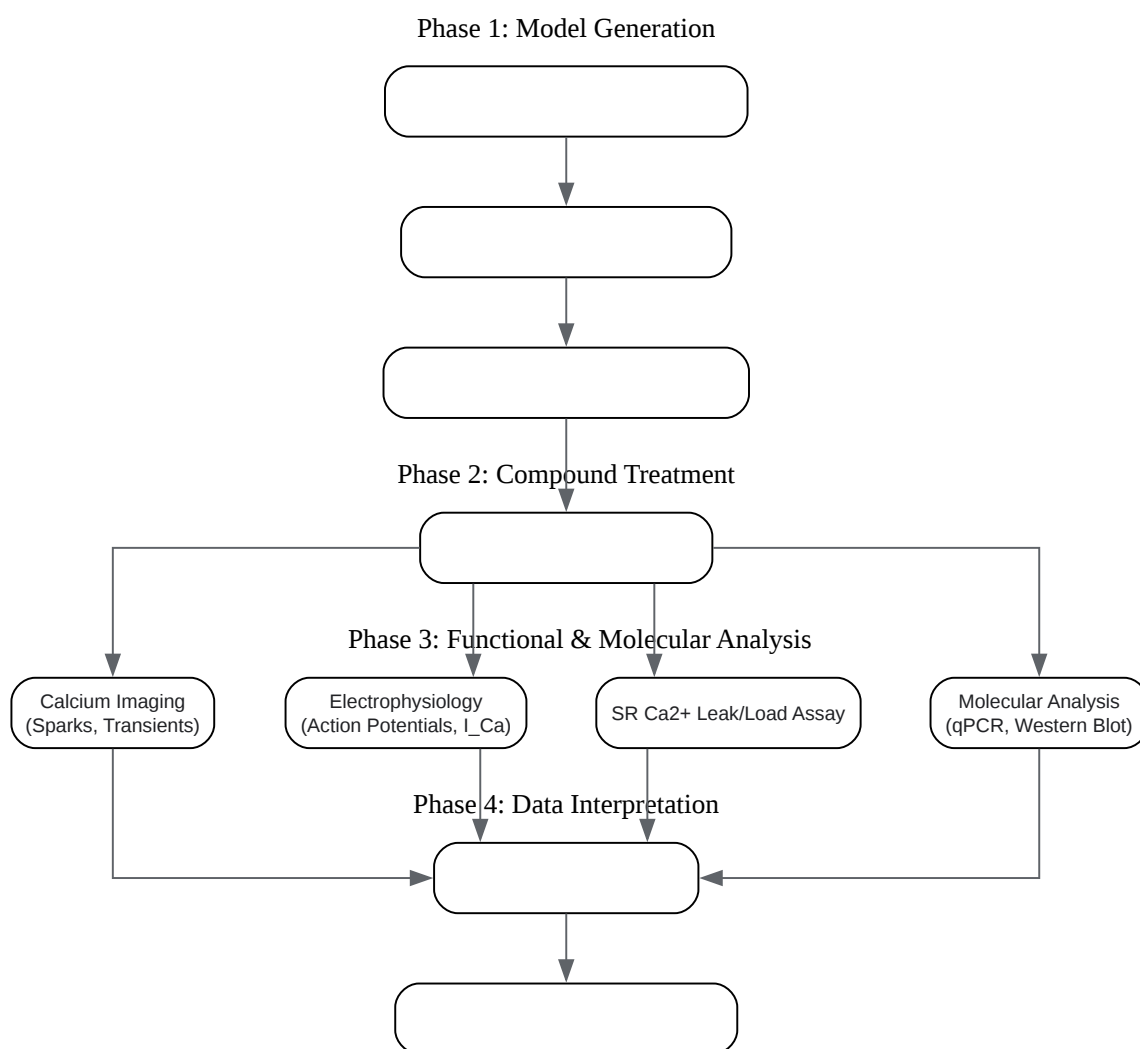 Phase 1: Model Generation
Phase 2: Compound Treatment
Phase 3: Functional & Molecular Analysis
Calcium Imaging
(Sparks, Transients)
Electrophysiology
(Action Potentials, I_Ca)
SR Ca2+ Leak/Load Assay
Molecular Analysis
(qPCR, Western Blot)
Phase 4: Data Interpretation